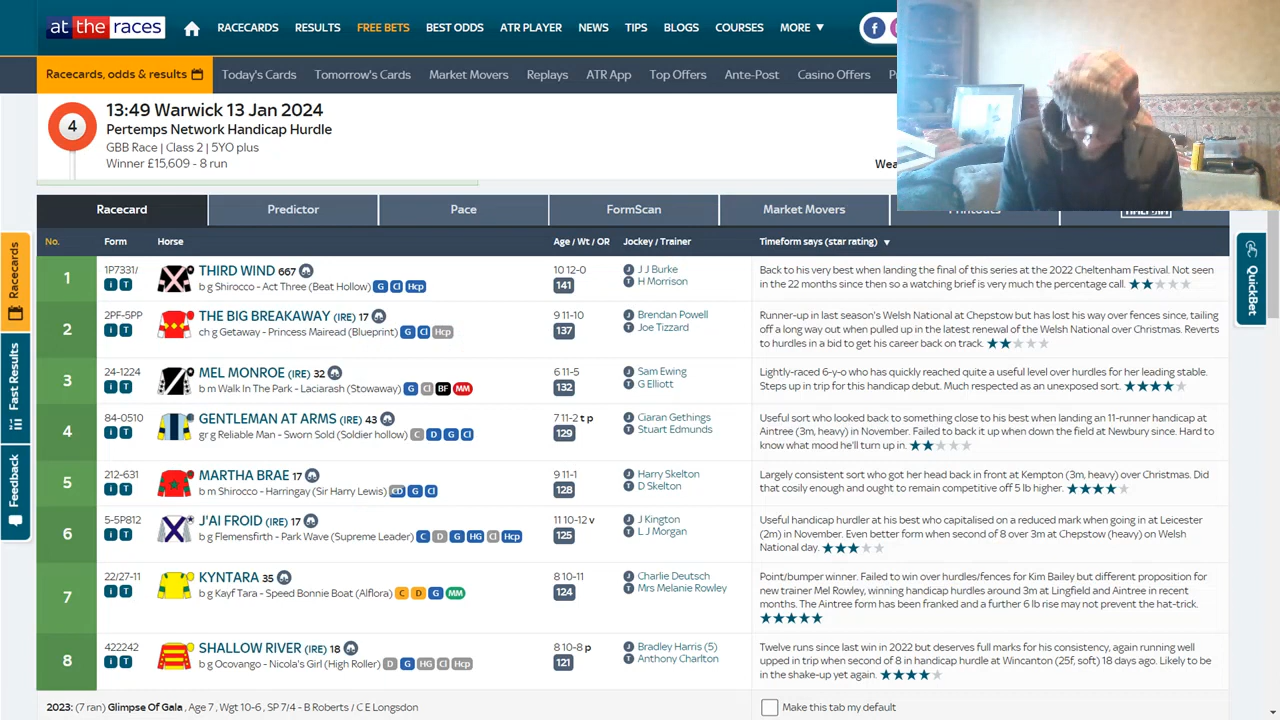 at the races
RACECARDS RESULTS FREE BETS BEST ODDS ATR PLAYER NEWS TIPS BLOGS COURSES MORE
Racecards, odds & results Today's Cards Tomorrow's Cards Market Movers Replays ATR App Top Offers Ante-Post Casino Offers
4
13:49 Warwick 13 Jan 2024
Pertemps Network Handicap Hurdle
GBB Race | Class 2 | 5YO plus
Winner £15,609 - 8 run
Racecard Predictor Pace FormScan Market Movers Printouts
No. Form Horse Age / Wt / OR Jockey / Trainer Timeform says (star rating)
1 1P7331/ THIRD WIND 667 10 12-0 J J Burke Back to his very best when landing the final of this series at the 2022 Cheltenham Festival. Not seen
i T b g Shirocco - Act Three (Beat Hollow) G Cl Hcp 141 H Morrison in the 22 months since then so a watching brief is very much the percentage call.
2 2PF-5PP THE BIG BREAKAWAY (IRE) 17 9 11-10 Brendan Powell Runner-up in last season's Welsh National at Chepstow but has lost his way over fences since, tailing
i T ch g Getaway - Princess Mairead (Blueprint) G Cl Hcp 137 Joe Tizzard off a long way out when pulled up in the latest renewal of the Welsh National over Christmas. Reverts
to hurdles in a bid to get his career back on track.
3 24-1224 MEL MONROE (IRE) 32 6 11-5 Sam Ewing Lightly-raced 6-y-o who has quickly reached quite a useful level over hurdles for her leading stable.
i T b m Walk In The Park - Laciarash (Stowaway) G Cl BF MM 132 G Elliott Steps up in trip for this handicap debut. Much respected as an unexposed sort.
4 84-0510 GENTLEMAN AT ARMS (IRE) 43 7 11-2 t p Ciaran Gethings Useful sort who looked back to something close to his best when landing an 11-runner handicap at
i T gr g Reliable Man - Sworn Sold (Soldier hollow) C D G Cl 129 Stuart Edmunds Aintree (3m, heavy) in November. Failed to back it up when down the field at Newbury since. Hard to
know what mood he'll turn up in.
5 212-631 MARTHA BRAE 17 9 11-1 Harry Skelton Largely consistent sort who got her head back in front at Kempton (3m, heavy) over Christmas. Did
i T b m Shirocco - Harringay (Sir Harry Lewis) CD G Cl 128 D Skelton that cosily enough and ought to remain competitive off 5 lb higher.
6 5-5P812 J'AI FROID (IRE) 17 11 10-12 v J Kington Useful handicap hurdler at his best who capitalised on a reduced mark when going in at Leicester
i T b g Flemensfirth - Park Wave (Supreme Leader) C D G HG Cl Hcp 125 L J Morgan (2m) in November. Even better form when second of 8 over 3m at Chepstow (heavy) on Welsh
National day.
7 22/27-11 KYNTARA 35 8 10-11 Charlie Deutsch Point/bumper winner. Failed to win over hurdles/fences for Kim Bailey but different proposition for
i T b g Kayf Tara - Speed Bonnie Boat (Alflora) C D G MM 124 Mrs Melanie Rowley new trainer Mel Rowley, winning handicap hurdles around 3m at Lingfield and Aintree in recent
months. The Aintree form has been franked and a further 6 lb rise may not prevent the hat-trick.
8 422242 SHALLOW RIVER (IRE) 18 8 10-8 p Bradley Harris (5) Twelve runs since last win in 2022 but deserves full marks for his consistency, again running well
i T b g Ocovango - Nicola's Girl (High Roller) D G HG Cl Hcp 121 Anthony Charlton upped in trip when second of 8 in handicap hurdle at Wincanton (25f, soft) 18 days ago. Likely to be
in the shake-up yet again.
2023: (7 ran) Glimpse Of Gala , Age 7 , Wgt 10-6 , SP 7/4 - B Roberts / C E Longsdon Make this tab my default
Racecards
Fast Results
Feedback
QuickBet